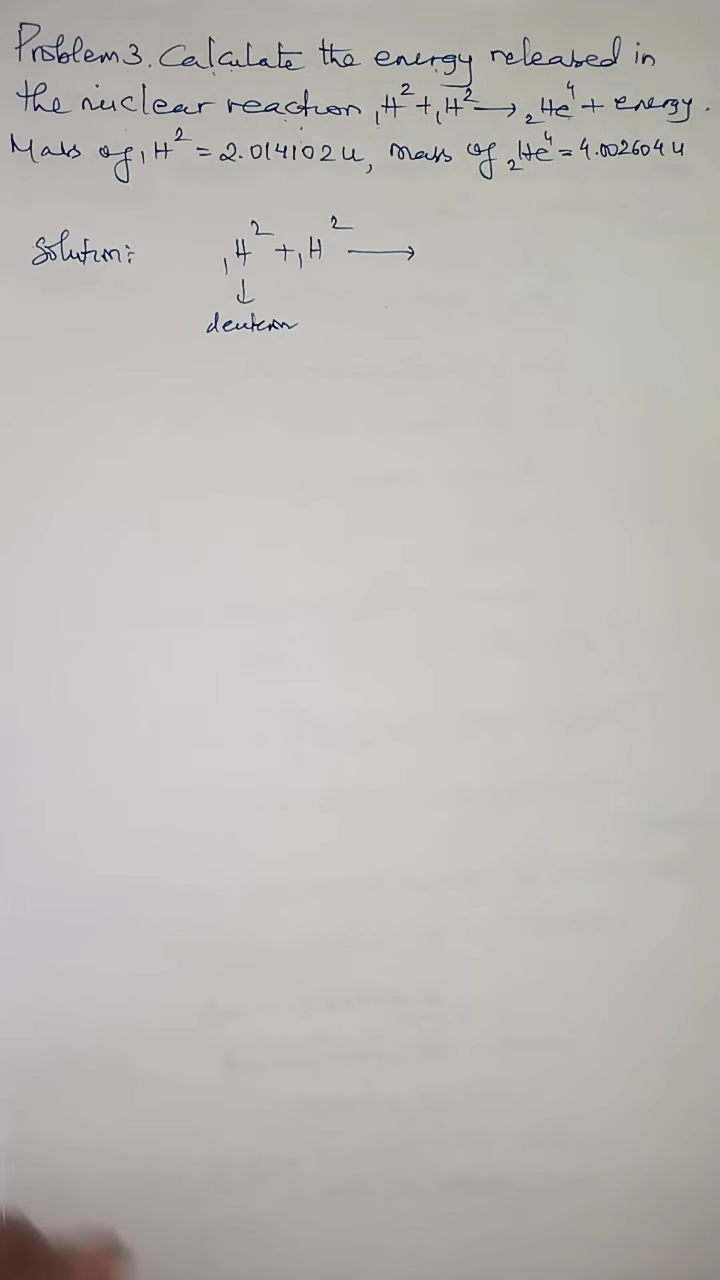 Problem 3. Calculate the energy released in
the nuclear reaction ₁H² + ₁H² → ₂He⁴ + energy.
Mass of ₁H² = 2.014102 u, mass of ₂He⁴ = 4.002604 u
Solution: ₁H² + ₁H² →
↓
deuteron